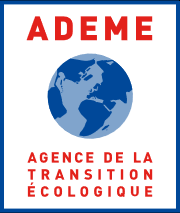 ADEME
AGENCE DE LA
TRANSITION
ÉCOLOGIQUE